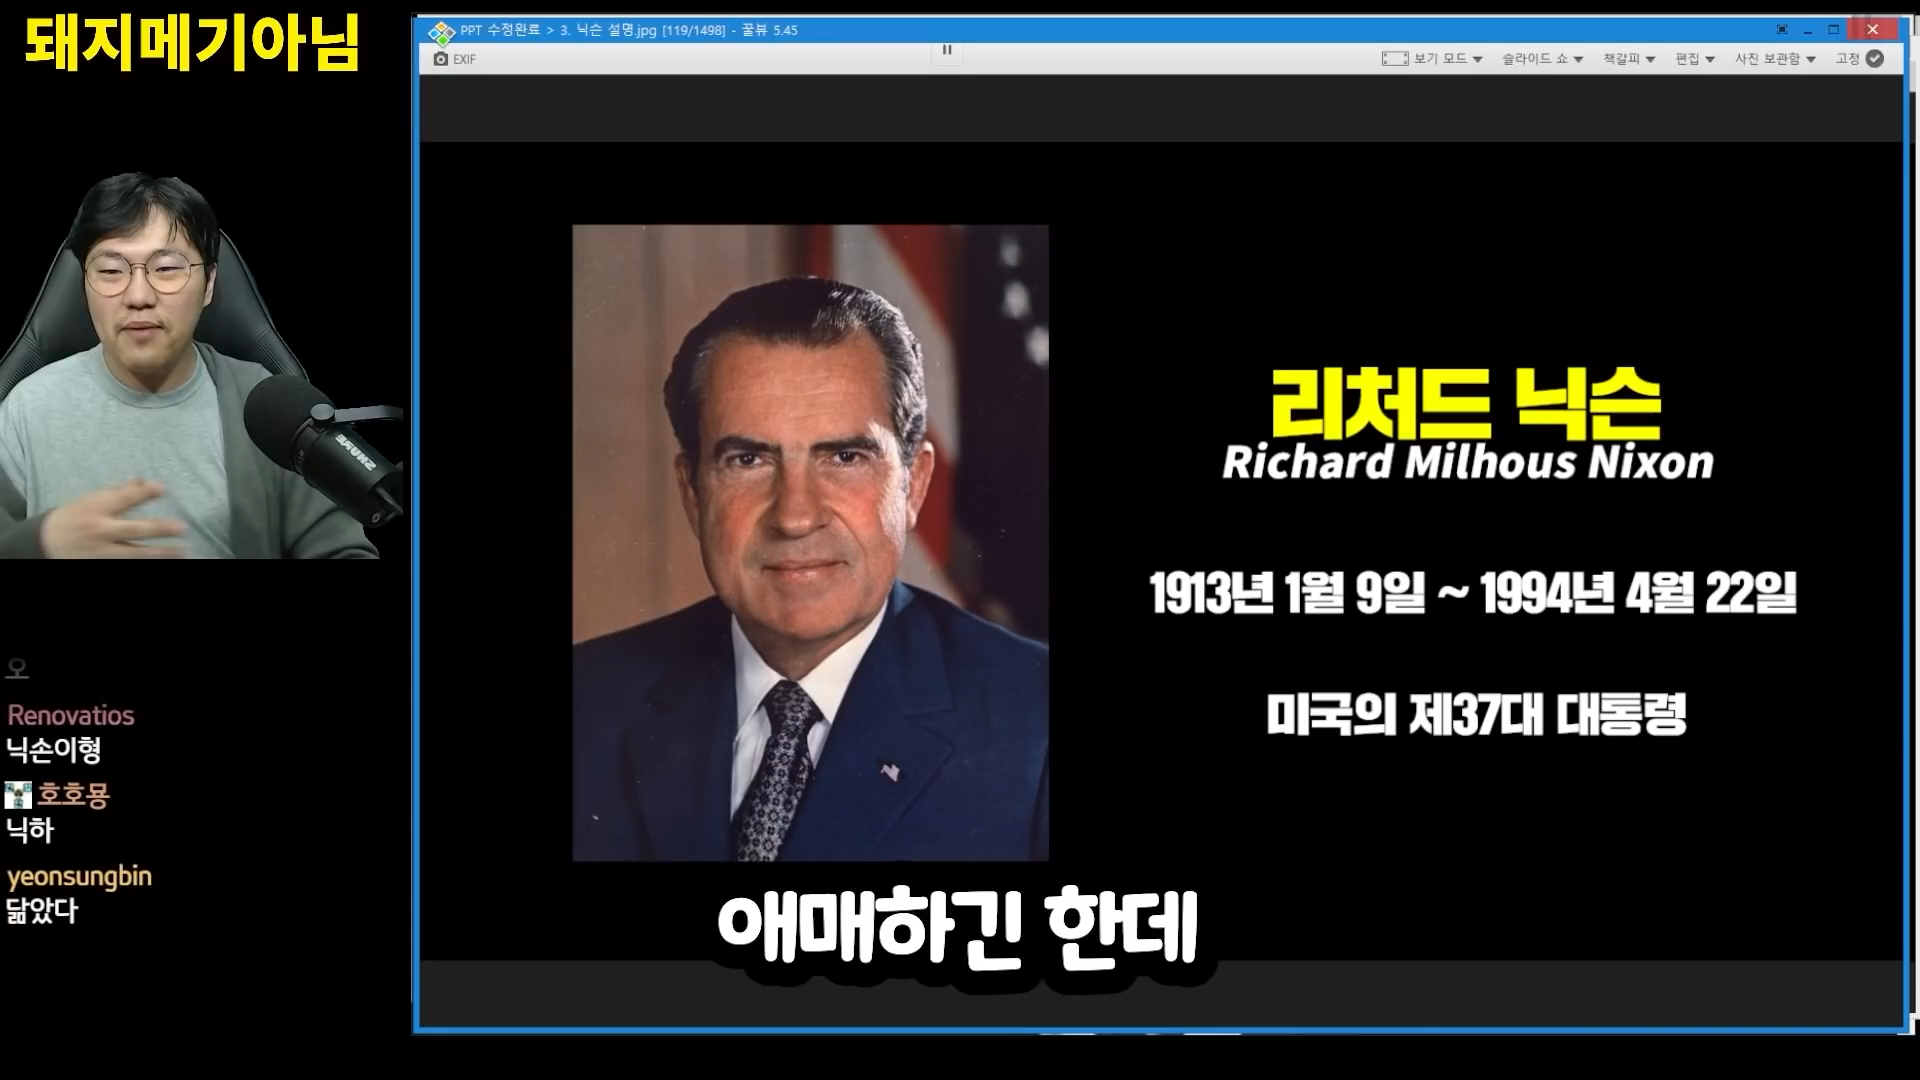 돼지메기아님
PPT 수정완료 > 3. 닉슨 설명.jpg [119/1498] - 꿀뷰 5.45
EXIF
보기 모드
슬라이드 쇼
책갈피
편집
사진 보관함
고정
리처드 닉슨
Richard Milhous Nixon
1913년 1월 9일 ~ 1994년 4월 22일
미국의 제37대 대통령
SHURE
오
Renovatios
닉손이형
호호묭
닉하
yeonsungbin
닮았다
애매하긴 한데